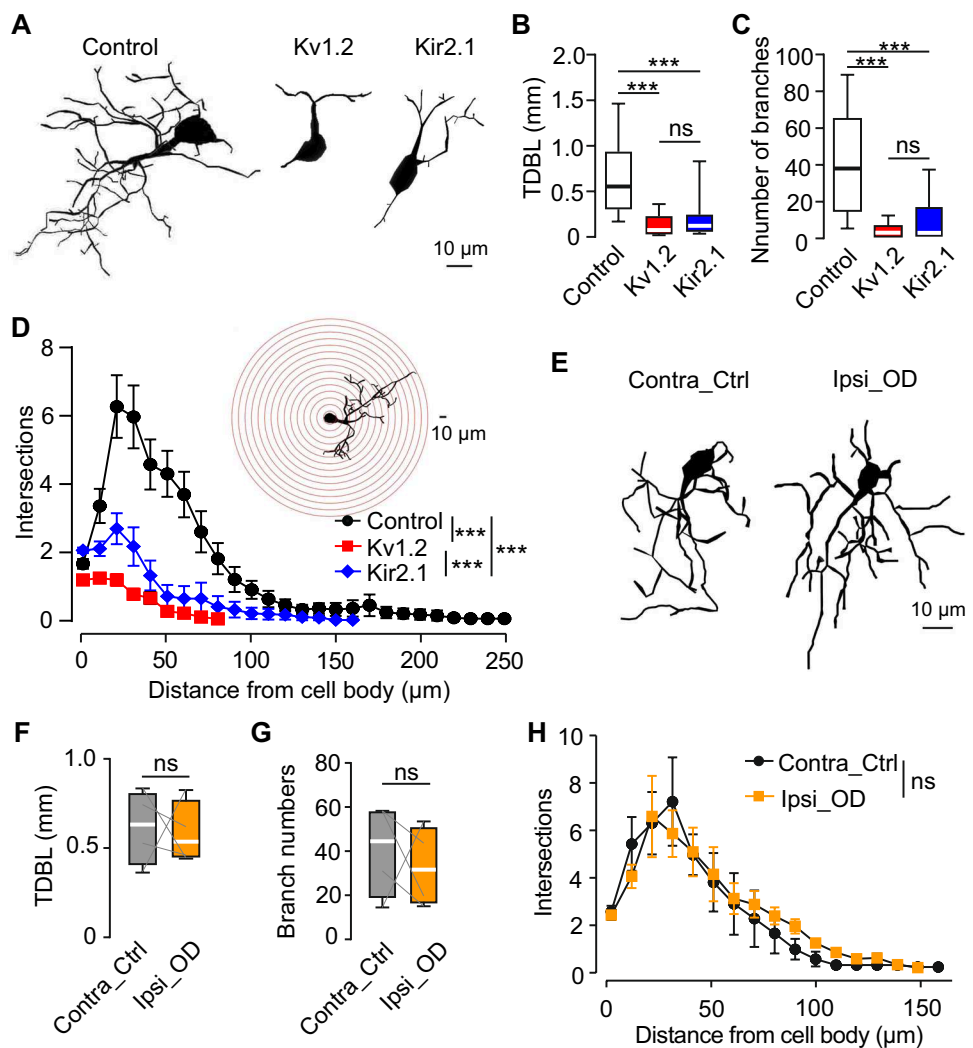 A
Control
Kv1.2
Kir2.1
10 µm
B
TDBL (mm)
2.0
1.5
1.0
0.5
0
***
***
ns
Control
Kv1.2
Kir2.1
C
Nnumber of branches
100
80
60
40
20
0
***
***
ns
Control
Kv1.2
Kir2.1
D
Intersections
8
6
4
2
0
10 µm
Control
Kv1.2
Kir2.1
***
***
***
0 50 100 150 200 250
Distance from cell body (µm)
E
Contra_Ctrl
Ipsi_OD
10 µm
F
TDBL (mm)
1.0
0.5
0
ns
Contra_Ctrl
Ipsi_OD
G
Branch numbers
80
60
40
20
0
ns
Contra_Ctrl
Ipsi_OD
H
Intersections
10
8
6
4
2
0
Contra_Ctrl
Ipsi_OD
ns
0 50 100 150
Distance from cell body (µm)